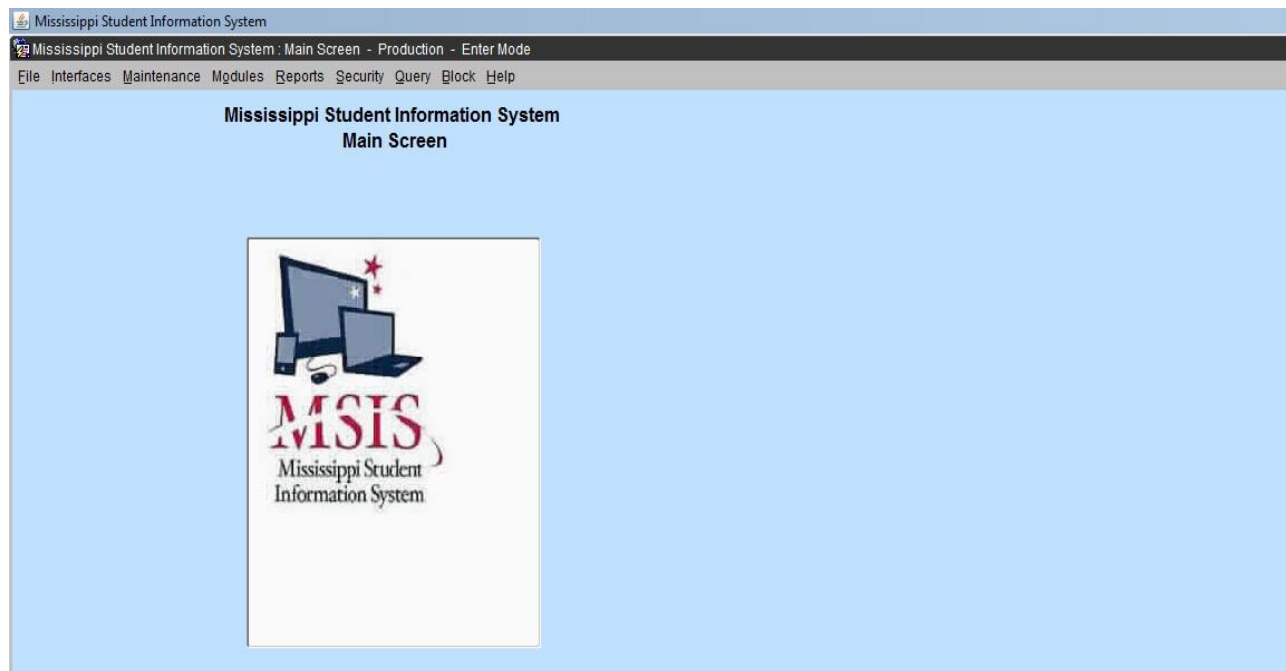 Mississippi Student Information System
Mississippi Student Information System : Main Screen - Production - Enter Mode
File Interfaces Maintenance Modules Reports Security Query Block Help
Mississippi Student Information System
Main Screen
MSIS
Mississippi Student
Information System